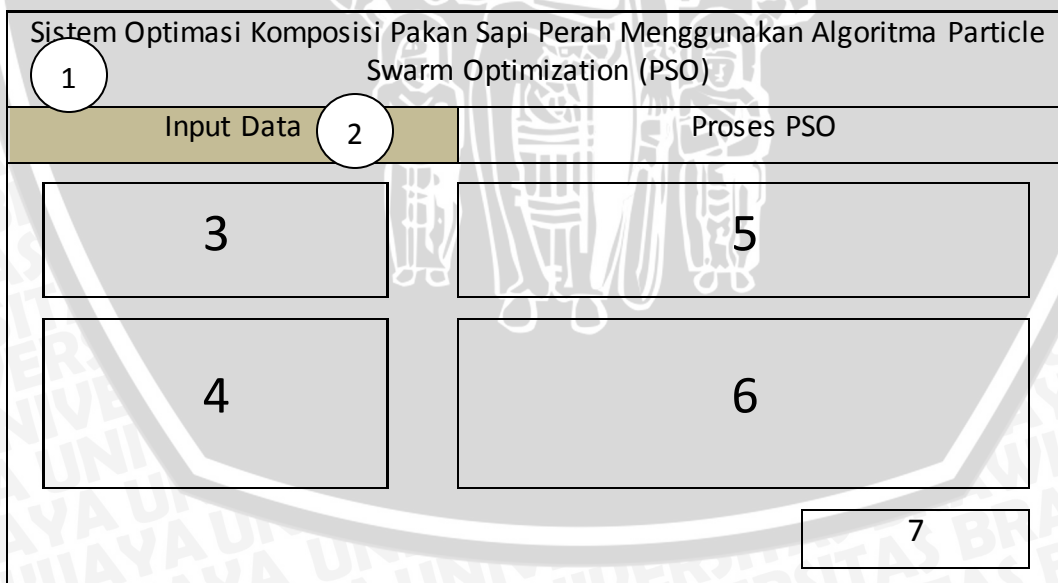 Sistem Optimasi Komposisi Pakan Sapi Perah Menggunakan Algoritma Particle
Swarm Optimization (PSO)
1
Input Data
2
Proses PSO
3
5
4
6
7